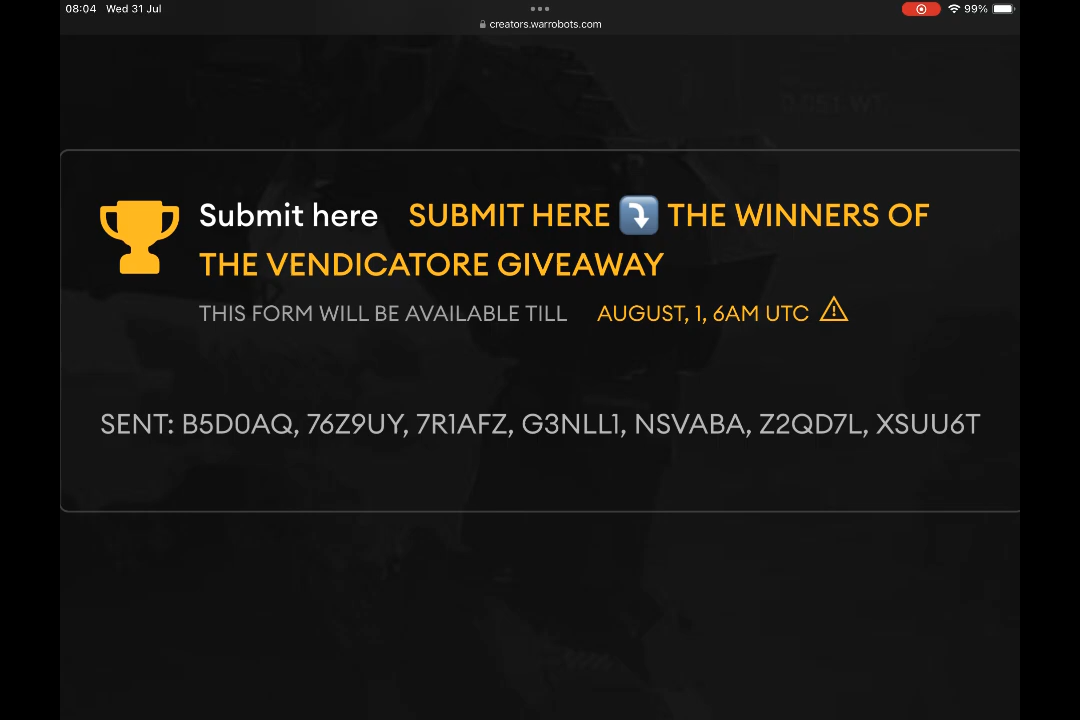 08:04 Wed 31 Jul
99%
creators.warrobots.com
Submit here SUBMIT HERE ⤵️ THE WINNERS OF
THE VENDICATORE GIVEAWAY
THIS FORM WILL BE AVAILABLE TILL AUGUST, 1, 6AM UTC ⚠
SENT: B5D0AQ, 76Z9UY, 7R1AFZ, G3NLL1, NSVABA, Z2QD7L, XSUU6T